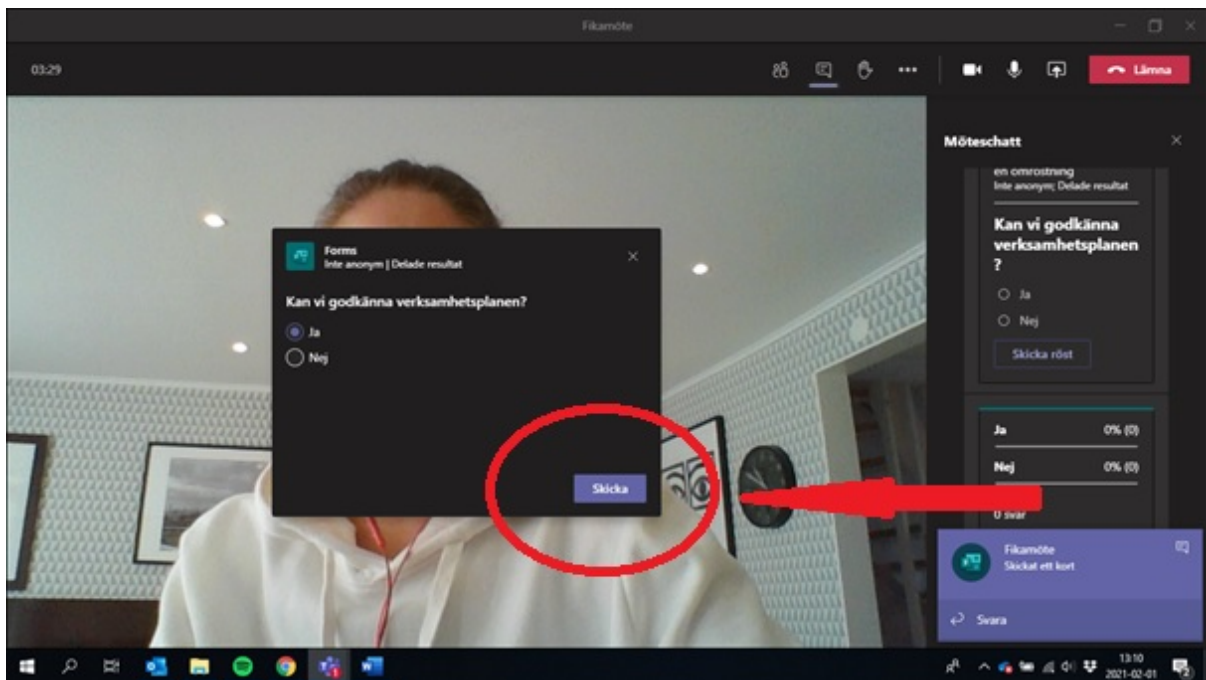 Fikamöte
03:29
Lämna
Möteschatt
en omröstning
Inte anonym; Delade resultat
Kan vi godkänna
verksamhetsplanen
?
Ja
Nej
Skicka röst
Ja 0% (0)
Nej 0% (0)
0 svar
Forms
Inte anonym | Delade resultat
Kan vi godkänna verksamhetsplanen?
Ja
Nej
Skicka
Fikamöte
Skickat ett kort
Svara
13:10
2021-02-01